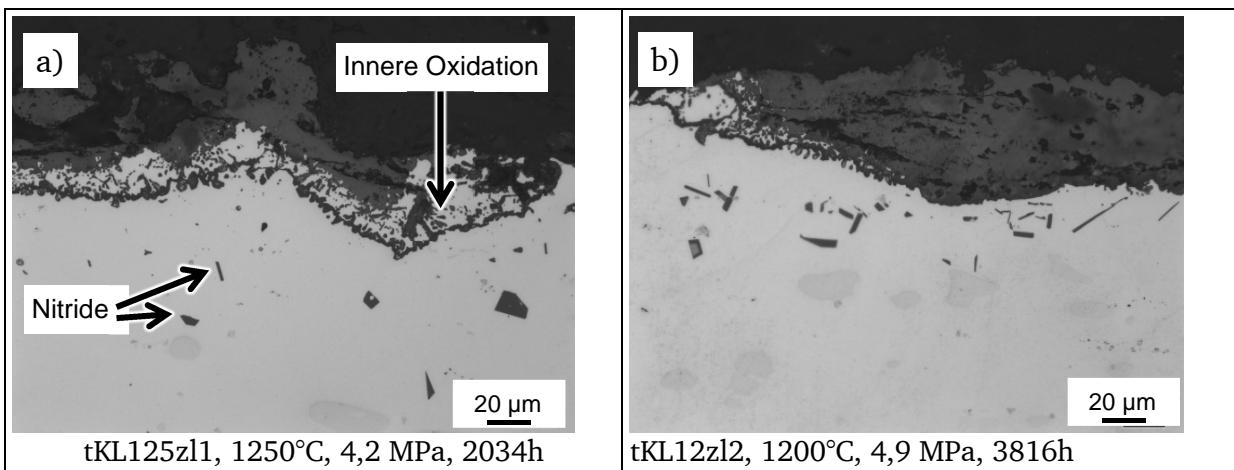 a)
Innere Oxidation
Nitride
20 µm
tKL125zl1, 1250°C, 4,2 MPa, 2034h
b)
20 µm
tKL12zl2, 1200°C, 4,9 MPa, 3816h